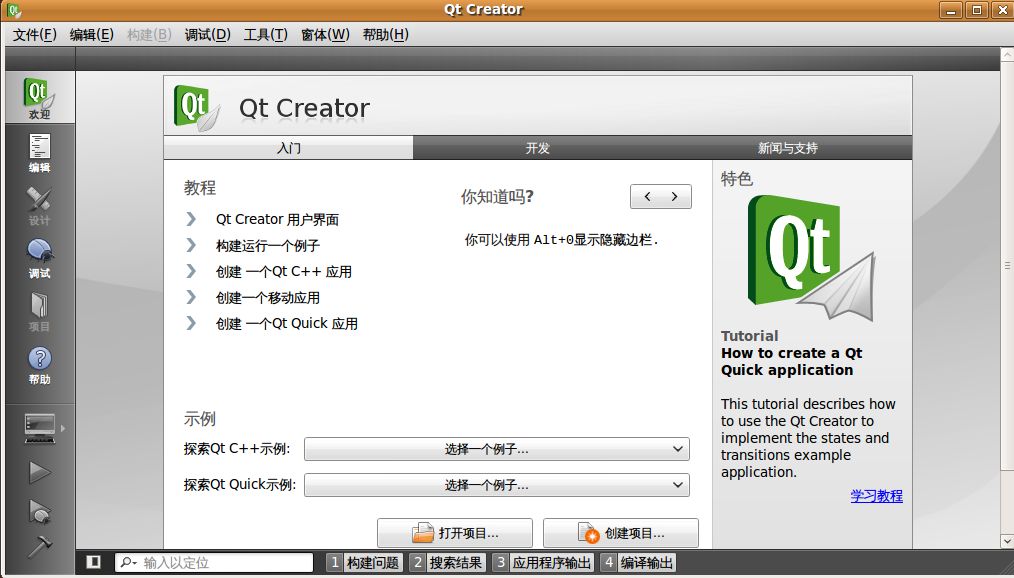 Qt Creator
文件(F) 编辑(E) 构建(B) 调试(D) 工具(T) 窗体(W) 帮助(H)
Qt
欢迎
编辑
设计
调试
项目
帮助
Qt Qt Creator
入门 开发 新闻与支持
教程
Qt Creator 用户界面
构建运行一个例子
创建 一个Qt C++ 应用
创建一个移动应用
创建 一个Qt Quick 应用
你知道吗?
你可以使用 Alt+0显示隐藏边栏.
示例
探索Qt C++示例: 选择一个例子...
探索Qt Quick示例: 选择一个例子...
打开项目... 创建项目...
特色
Qt
Tutorial
How to create a Qt
Quick application
This tutorial describes how
to use the Qt Creator to
implement the states and
transitions example
application.
学习教程
输入以定位 1 构建问题 2 搜索结果 3 应用程序输出 4 编译输出